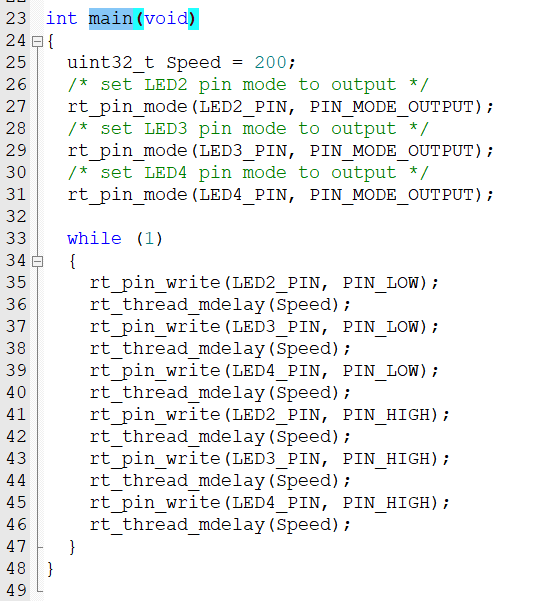 23 int main(void)
24 {
25 uint32_t Speed = 200;
26 /* set LED2 pin mode to output */
27 rt_pin_mode(LED2_PIN, PIN_MODE_OUTPUT);
28 /* set LED3 pin mode to output */
29 rt_pin_mode(LED3_PIN, PIN_MODE_OUTPUT);
30 /* set LED4 pin mode to output */
31 rt_pin_mode(LED4_PIN, PIN_MODE_OUTPUT);
32
33 while (1)
34 {
35 rt_pin_write(LED2_PIN, PIN_LOW);
36 rt_thread_mdelay(Speed);
37 rt_pin_write(LED3_PIN, PIN_LOW);
38 rt_thread_mdelay(Speed);
39 rt_pin_write(LED4_PIN, PIN_LOW);
40 rt_thread_mdelay(Speed);
41 rt_pin_write(LED2_PIN, PIN_HIGH);
42 rt_thread_mdelay(Speed);
43 rt_pin_write(LED3_PIN, PIN_HIGH);
44 rt_thread_mdelay(Speed);
45 rt_pin_write(LED4_PIN, PIN_HIGH);
46 rt_thread_mdelay(Speed);
47 }
48 }
49